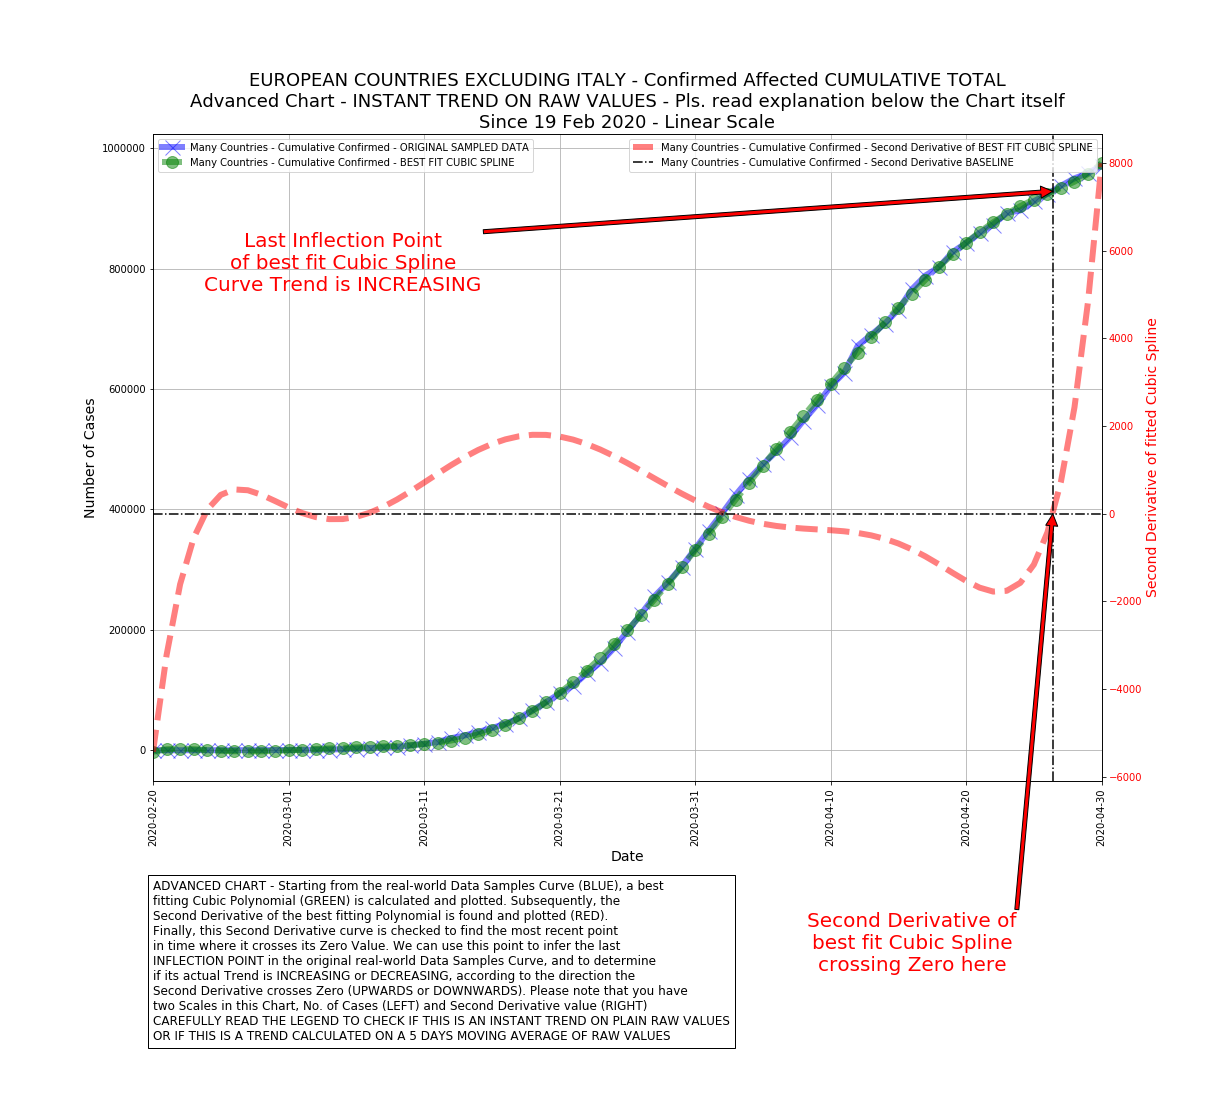 EUROPEAN COUNTRIES EXCLUDING ITALY - Confirmed Affected CUMULATIVE TOTAL
Advanced Chart - INSTANT TREND ON RAW VALUES - Pls. read explanation below the Chart itself
Since 19 Feb 2020 - Linear Scale
Many Countries - Cumulative Confirmed - ORIGINAL SAMPLED DATA
Many Countries - Cumulative Confirmed - BEST FIT CUBIC SPLINE
Many Countries - Cumulative Confirmed - Second Derivative of BEST FIT CUBIC SPLINE
Many Countries - Cumulative Confirmed - Second Derivative BASELINE
Last Inflection Point
of best fit Cubic Spline
Curve Trend is INCREASING
Number of Cases
1000000
800000
600000
400000
200000
0
8000
6000
4000
2000
0
−2000
−4000
−6000
Second Derivative of fitted Cubic Spline
2020-02-20
2020-03-01
2020-03-11
2020-03-21
2020-03-31
2020-04-10
2020-04-20
2020-04-30
Date
ADVANCED CHART - Starting from the real-world Data Samples Curve (BLUE), a best
fitting Cubic Polynomial (GREEN) is calculated and plotted. Subsequently, the
Second Derivative of the best fitting Polynomial is found and plotted (RED).
Finally, this Second Derivative curve is checked to find the most recent point
in time where it crosses its Zero Value. We can use this point to infer the last
INFLECTION POINT in the original real-world Data Samples Curve, and to determine
if its actual Trend is INCREASING or DECREASING, according to the direction the
Second Derivative crosses Zero (UPWARDS or DOWNWARDS). Please note that you have
two Scales in this Chart, No. of Cases (LEFT) and Second Derivative value (RIGHT)
CAREFULLY READ THE LEGEND TO CHECK IF THIS IS AN INSTANT TREND ON PLAIN RAW VALUES
OR IF THIS IS A TREND CALCULATED ON A 5 DAYS MOVING AVERAGE OF RAW VALUES
Second Derivative of
best fit Cubic Spline
crossing Zero here